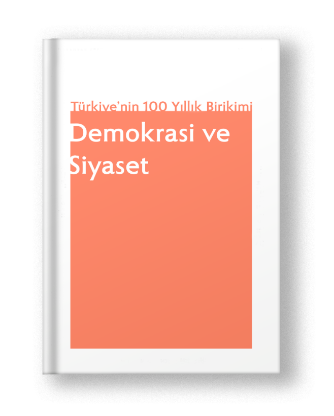 Türkiye'nin 100 Yıllık Birikimi
Demokrasi ve
Siyaset